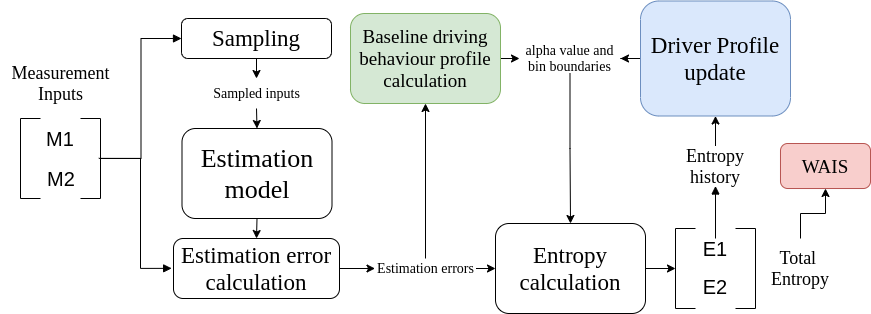 Measurement
Inputs
M1
M2
Sampling
Sampled inputs
Estimation
model
Estimation error
calculation
Estimation errors
Baseline driving
behaviour profile
calculation
alpha value and
bin boundaries
Driver Profile
update
Entropy
calculation
Entropy
history
E1
E2
WAIS
Total
Entropy